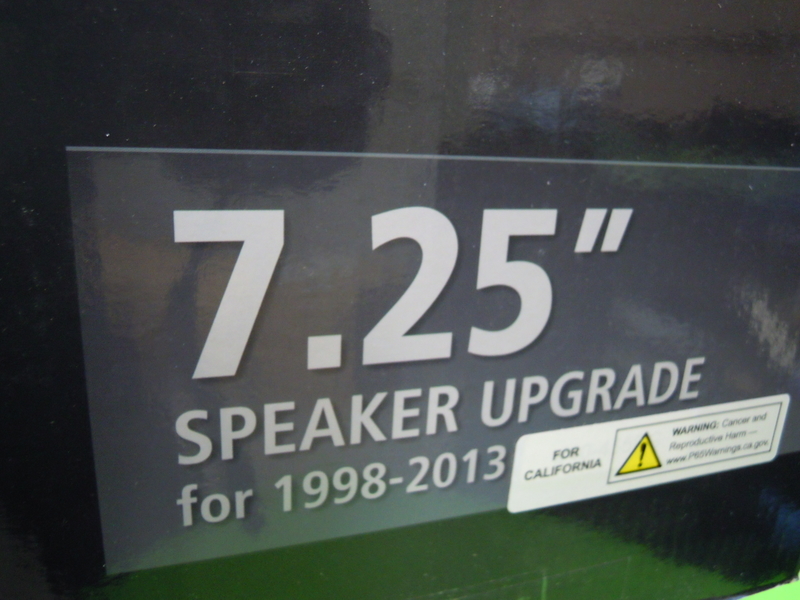 7.25"
SPEAKER UPGRADE
for 1998-2013
FOR
CALIFORNIA
WARNING: Cancer and
Reproductive Harm —
www.P65Warnings.ca.gov